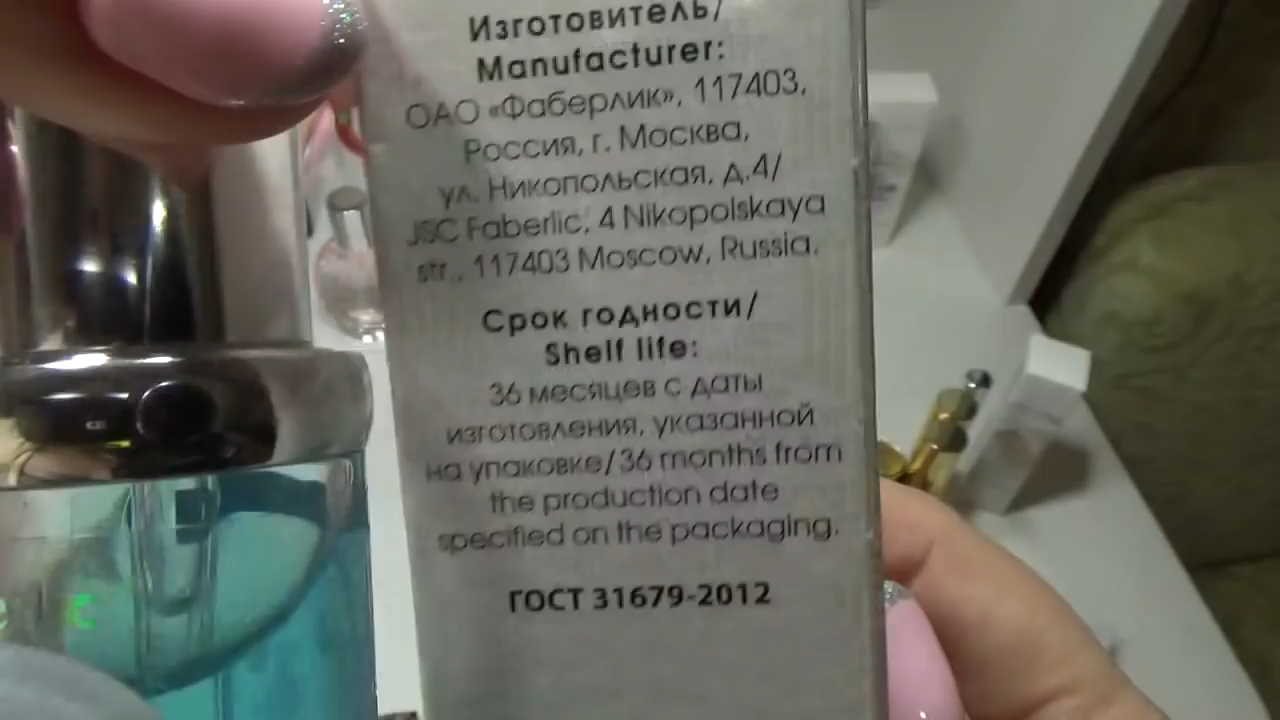 Изготовитель/
Manufacturer:
ОАО «Фаберлик», 117403,
Россия, г. Москва,
ул. Никопольская, д.4/
JSC Faberlic, 4 Nikopolskaya
str., 117403 Moscow, Russia.
Срок годности/
Shelf life:
36 месяцев с даты
изготовления, указанной
на упаковке/36 months from
the production date
specified on the packaging.
ГОСТ 31679-2012